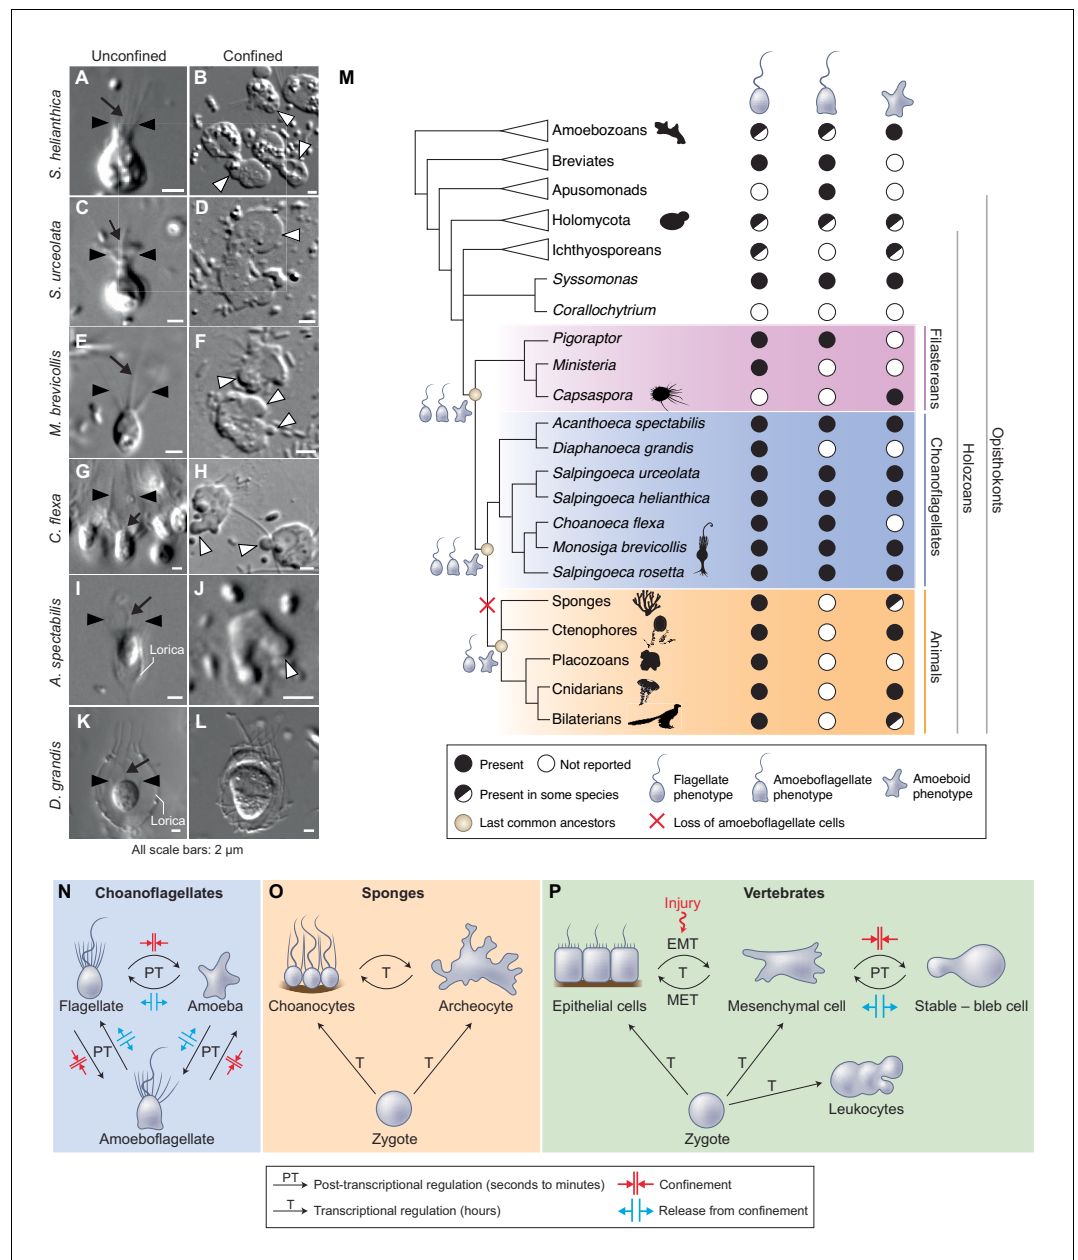 Unconfined
Confined
S. helianthica
A
B
S. urceolata
C
D
M. brevicollis
E
F
C. flexa
G
H
A. spectabilis
I
Lorica
J
D. grandis
K
Lorica
L
All scale bars: 2 µm
M
Amoebozoans
Breviates
Apusomonads
Holomycota
Ichthyosporeans
Syssomonas
Corallochytrium
Pigoraptor
Ministeria
Capsaspora
Acanthoeca spectabilis
Diaphanoeca grandis
Salpingoeca urceolata
Salpingoeca helianthica
Choanoeca flexa
Monosiga brevicollis
Salpingoeca rosetta
Sponges
Ctenophores
Placozoans
Cnidarians
Bilaterians
Filastereans
Choanoflagellates
Animals
Holozoans
Opisthokonts
Present
Not reported
Present in some species
Last common ancestors
Loss of amoeboflagellate cells
Flagellate
phenotype
Amoeboflagellate
phenotype
Amoeboid
phenotype
N
Choanoflagellates
PT
Flagellate
Amoeba
PT
PT
Amoeboflagellate
O
Sponges
T
Choanocytes
Archeocyte
T
T
Zygote
P
Vertebrates
Injury
EMT
T
MET
PT
Epithelial cells
Mesenchymal cell
Stable – bleb cell
T
T
T
Leukocytes
Zygote
PT
Post-transcriptional regulation (seconds to minutes)
Confinement
T
Transcriptional regulation (hours)
Release from confinement